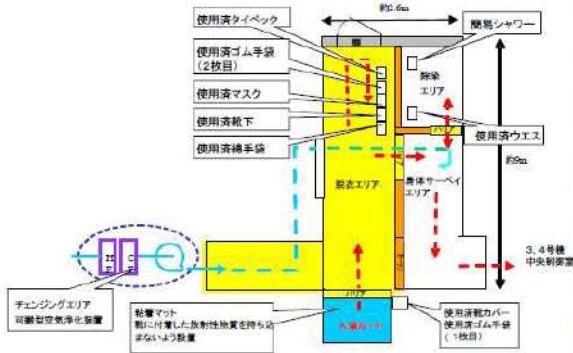 約2.6m
使用済タイベック
簡易シャワー
扉
使用済ゴム手袋
(2枚目)
除染
エリア
使用済マスク
使用済靴下
バリア
使用済ウエス
使用済綿手袋
約9m
脱衣エリア
身体サーベイ
エリア
3,4号機
中央制御室
チェンジングエリア
可搬型空気浄化装置
バリア
粘着マット
靴に付着した放射性物質を持ち込
まないよう設置
使用済靴カバー
使用済ゴム手袋
(1枚目)